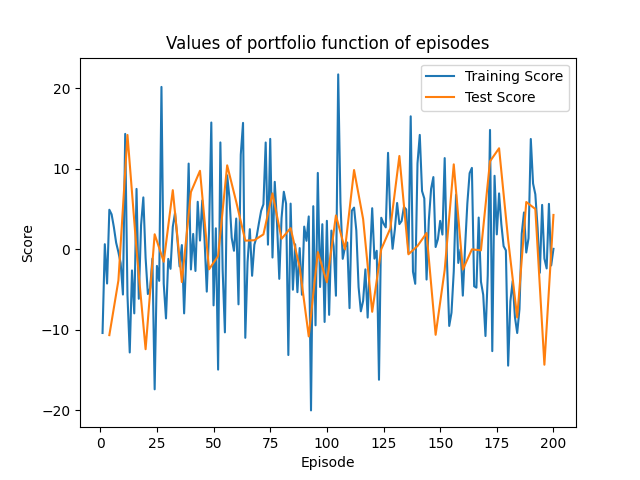 Values of portfolio function of episodes
Training Score
Test Score
Score
20
10
0
−10
−20
0 25 50 75 100 125 150 175 200
Episode